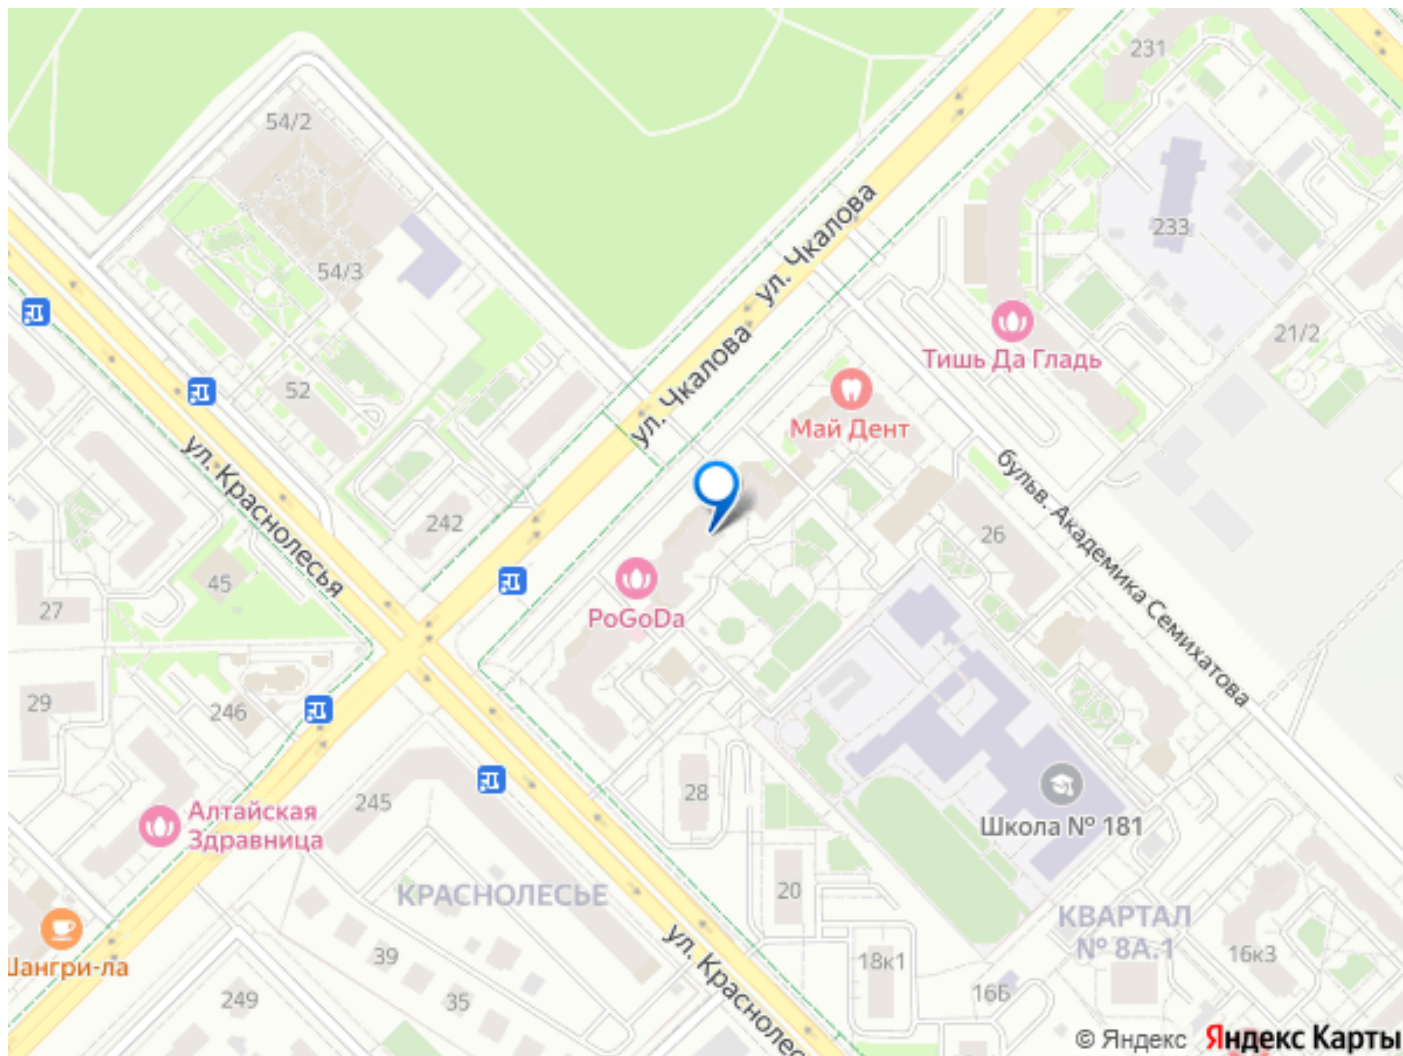 231
54/2
ул. Чкалова
ул. Чкалова
233
54/3
21/2
Тишь Да Гладь
52
Май Дент
ул. Краснолесья
бульв. Академика Семихатова
242
26
45
27
PoGoDa
29
246
28
245
Алтайская
Здравница
Школа № 181
КРАСНОЛЕСЬЕ
20
КВАРТАЛ
№ 8А.1
ул. Краснолес
39
18к1
16к3
Шангри-ла
249
35
16Б
© Яндекс Яндекс Карты